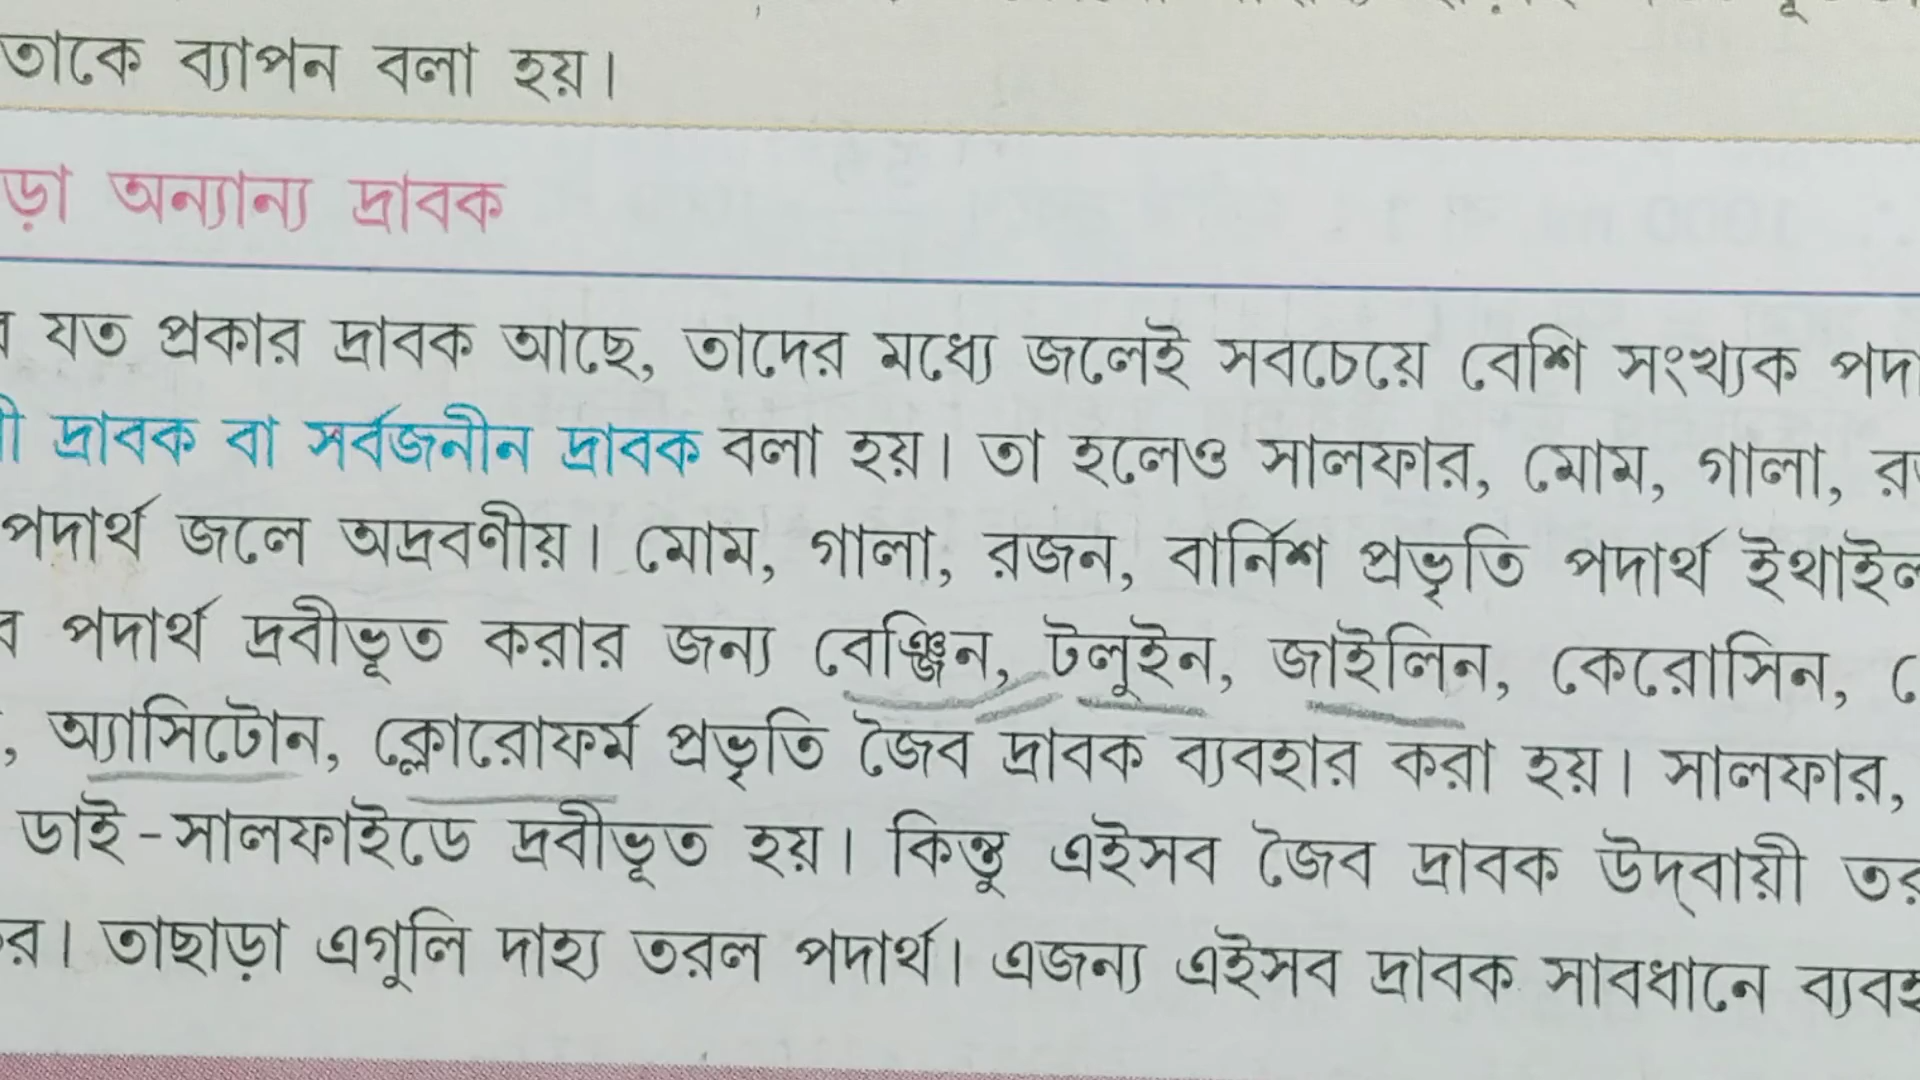 তাকে ব্যাপন বলা হয়।
ড়া অন্যান্য দ্রাবক
যত প্রকার দ্রাবক আছে, তাদের মধ্যে জলেই সবচেয়ে বেশি সংখ্যক পদা
ী দ্রাবক বা সর্বজনীন দ্রাবক বলা হয়। তা হলেও সালফার, মোম, গালা, র
পদার্থ জলে অদ্রবণীয়। মোম, গালা, রজন, বার্নিশ প্রভৃতি পদার্থ ইথাইল
পদার্থ দ্রবীভূত করার জন্য বেঞ্জিন, টলুইন, জাইলিন, কেরোসিন,
, অ্যাসিটোন, ক্লোরোফর্ম প্রভৃতি জৈব দ্রাবক ব্যবহার করা হয়। সালফার,
ডাই-সালফাইডে দ্রবীভূত হয়। কিন্তু এইসব জৈব দ্রাবক উদ্‌বায়ী তর
র। তাছাড়া এগুলি দাহ্য তরল পদার্থ। এজন্য এইসব দ্রাবক সাবধানে ব্যবহ